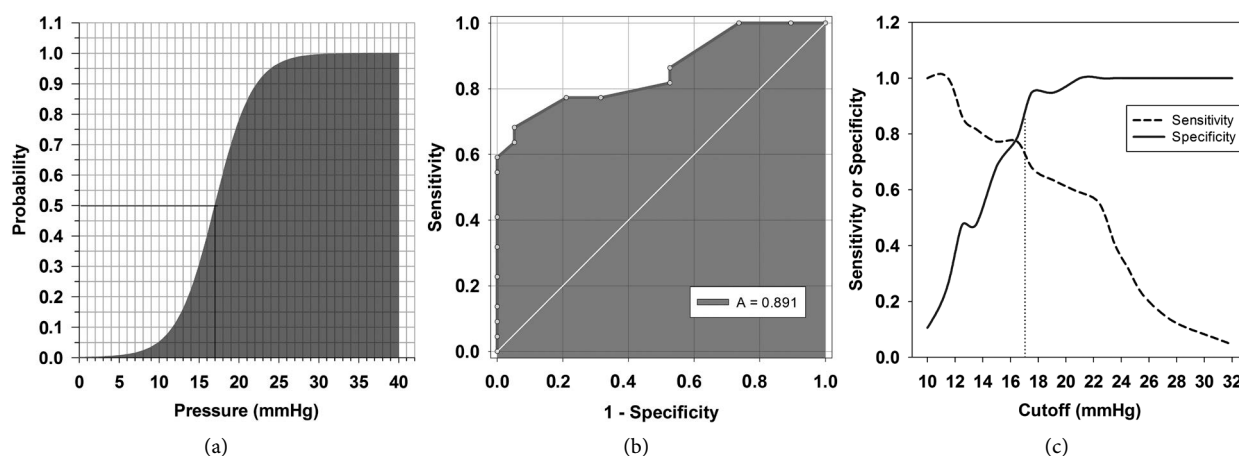 1.1
1.0
0.9
0.8
0.7
0.6
0.5
0.4
0.3
0.2
0.1
0.0
Probability
0 5 10 15 20 25 30 35 40
Pressure (mmHg)
(a)
1.0
0.8
0.6
0.4
0.2
0.0
Sensitivity
A = 0.891
0.0 0.2 0.4 0.6 0.8 1.0
1 - Specificity
(b)
1.2
1.0
0.8
0.6
0.4
0.2
0.0
Sensitivity or Specificity
Sensitivity
Specificity
10 12 14 16 18 20 22 24 26 28 30 32
Cutoff (mmHg)
(c)